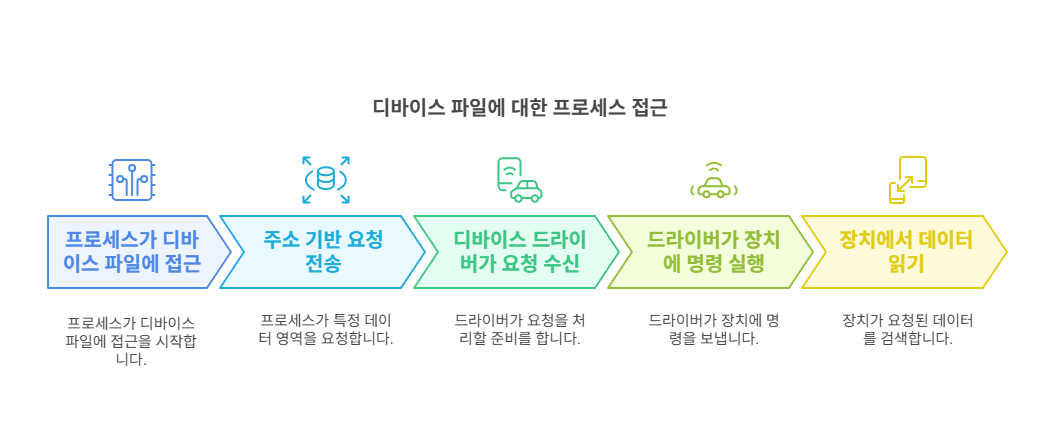 디바이스 파일에 대한 프로세스 접근
프로세스가 디바
이스 파일에 접근
주소 기반 요청
전송
디바이스 드라이
버가 요청 수신
드라이버가 장치
에 명령 실행
장치에서 데이터
읽기
프로세스가 디바이스
파일에 접근을 시작합
니다.
프로세스가 특정 데이
터 영역을 요청합니다.
드라이버가 요청을 처
리할 준비를 합니다.
드라이버가 장치에 명
령을 보냅니다.
장치가 요청된 데이터
를 검색합니다.